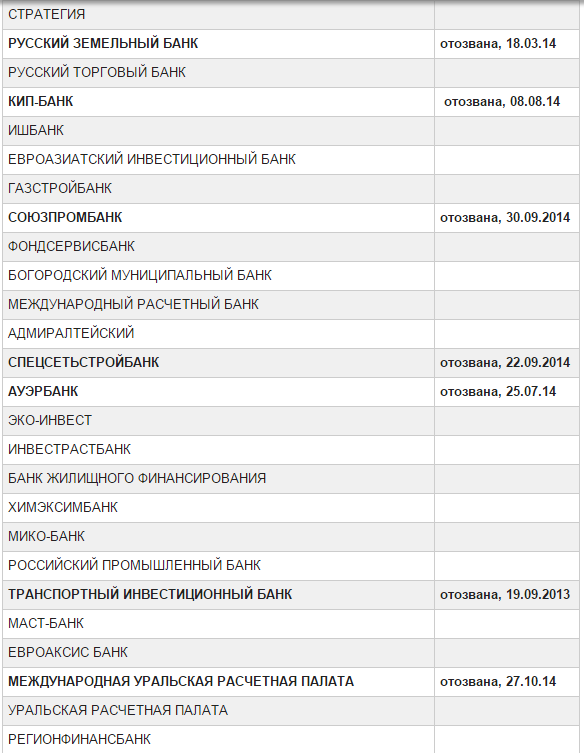 СТРАТЕГИЯ
РУССКИЙ ЗЕМЕЛЬНЫЙ БАНК отозвана, 18.03.14
РУССКИЙ ТОРГОВЫЙ БАНК
КИП-БАНК отозвана, 08.08.14
ИШБАНК
ЕВРОАЗИАТСКИЙ ИНВЕСТИЦИОННЫЙ БАНК
ГАЗСТРОЙБАНК
СОЮЗПРОМБАНК отозвана, 30.09.2014
ФОНДСЕРВИСБАНК
БОГОРОДСКИЙ МУНИЦИПАЛЬНЫЙ БАНК
МЕЖДУНАРОДНЫЙ РАСЧЕТНЫЙ БАНК
АДМИРАЛТЕЙСКИЙ
СПЕЦСЕТЬСТРОЙБАНК отозвана, 22.09.2014
АУЭРБАНК отозвана, 25.07.14
ЭКО-ИНВЕСТ
ИНВЕСТРАСТБАНК
БАНК ЖИЛИЩНОГО ФИНАНСИРОВАНИЯ
ХИМЭКСИМБАНК
МИКО-БАНК
РОССИЙСКИЙ ПРОМЫШЛЕННЫЙ БАНК
ТРАНСПОРТНЫЙ ИНВЕСТИЦИОННЫЙ БАНК отозвана, 19.09.2013
МАСТ-БАНК
ЕВРОАКСИС БАНК
МЕЖДУНАРОДНАЯ УРАЛЬСКАЯ РАСЧЕТНАЯ ПАЛАТА отозвана, 27.10.14
УРАЛЬСКАЯ РАСЧЕТНАЯ ПАЛАТА
РЕГИОНФИНАНСБАНК